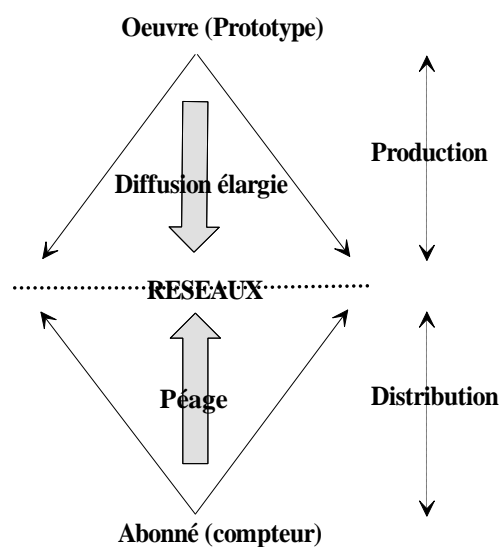 Oeuvre (Prototype)
Production
Diffusion élargie
RESEAUX
Péage
Distribution
Abonné (compteur)